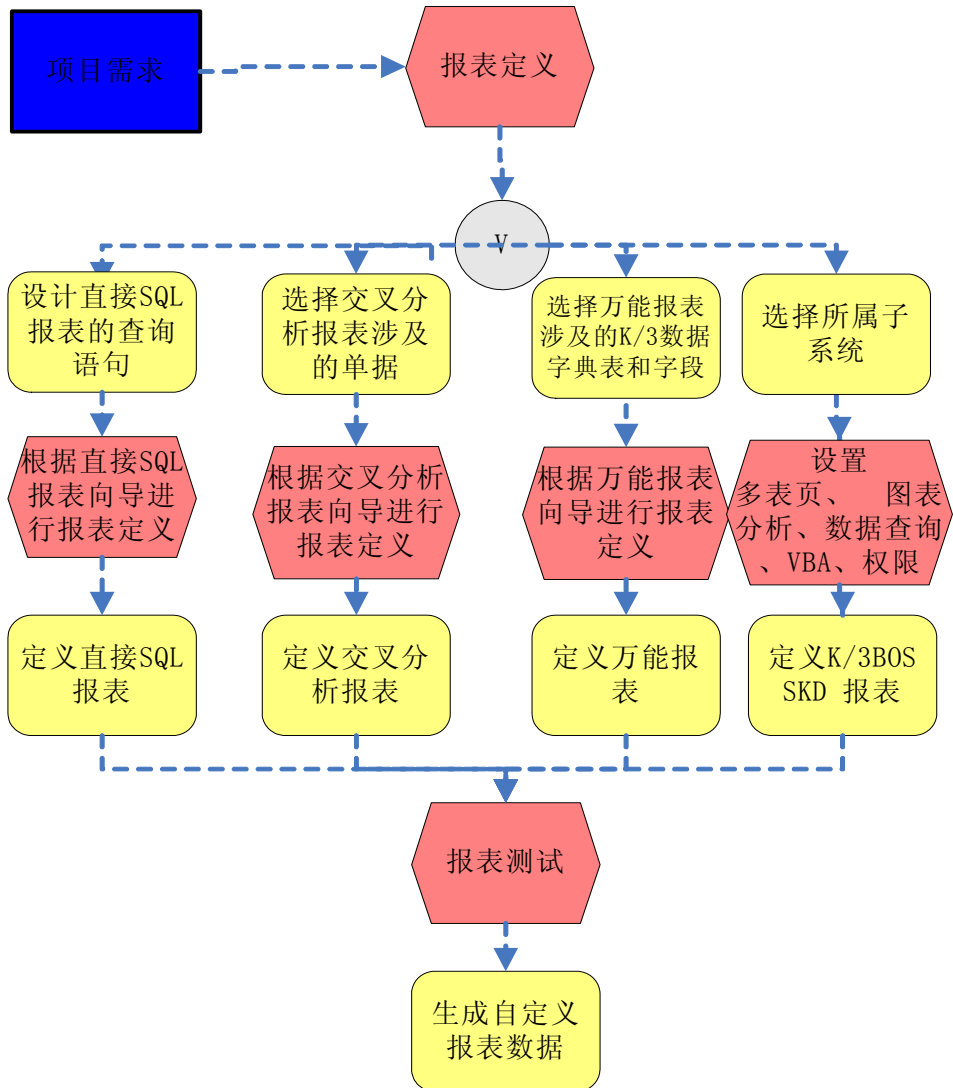 项目需求
报表定义
V
设计直接SQL
报表的查询
语句
选择交叉分
析报表涉及
的单据
选择万能报表
涉及的K/3数据
字典表和字段
选择所属子
系统
根据直接SQL
报表向导进
行报表定义
根据交叉分析
报表向导进行
报表定义
根据万能报表
向导进行报表
定义
设置
多表页、 图表
分析、数据查询
、VBA、权限
定义直接SQL
报表
定义交叉分
析报表
定义万能报
表
定义K/3BOS
SKD 报表
报表测试
生成自定义
报表数据